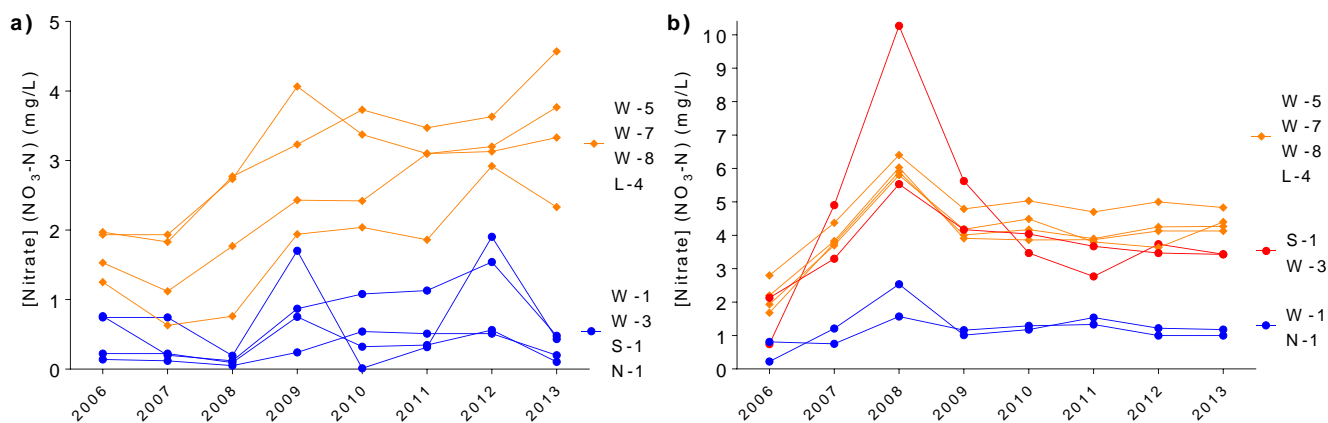 a)
[Nitrate] (NO3-N) (mg/L)
5
4
3
2
1
0
2006
2007
2008
2009
2010
2011
2012
2013
W-5
W-7
W-8
L-4
W-1
W-3
S-1
N-1
b)
[Nitrate] (NO3-N) (mg/L)
10
9
8
7
6
5
4
3
2
1
0
2006
2007
2008
2009
2010
2011
2012
2013
W-5
W-7
W-8
L-4
S-1
W-3
W-1
N-1